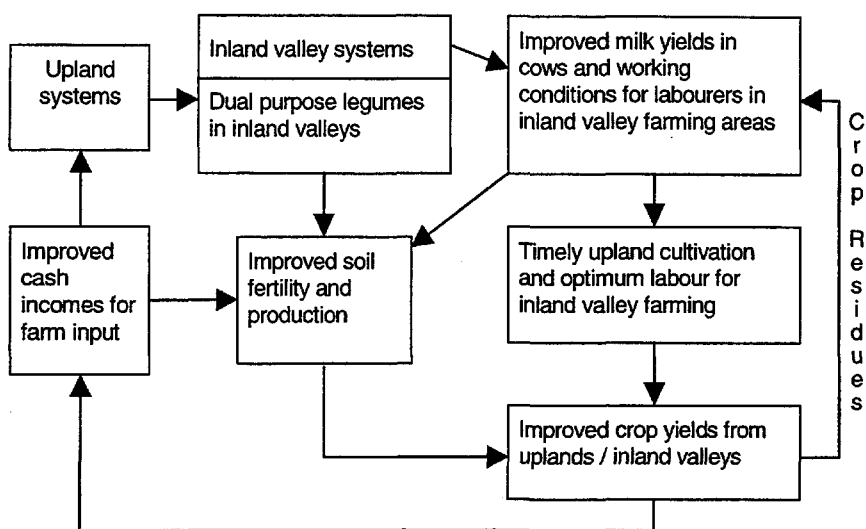 Upland
systems
Inland valley systems
Dual purpose legumes
in inland valleys
Improved milk yields in
cows and working
conditions for labourers in
inland valley farming areas
Improved
cash
incomes for
farm input
Improved soil
fertility and
production
Timely upland cultivation
and optimum labour for
inland valley farming
Improved crop yields from
uplands / inland valleys
Crop Residues